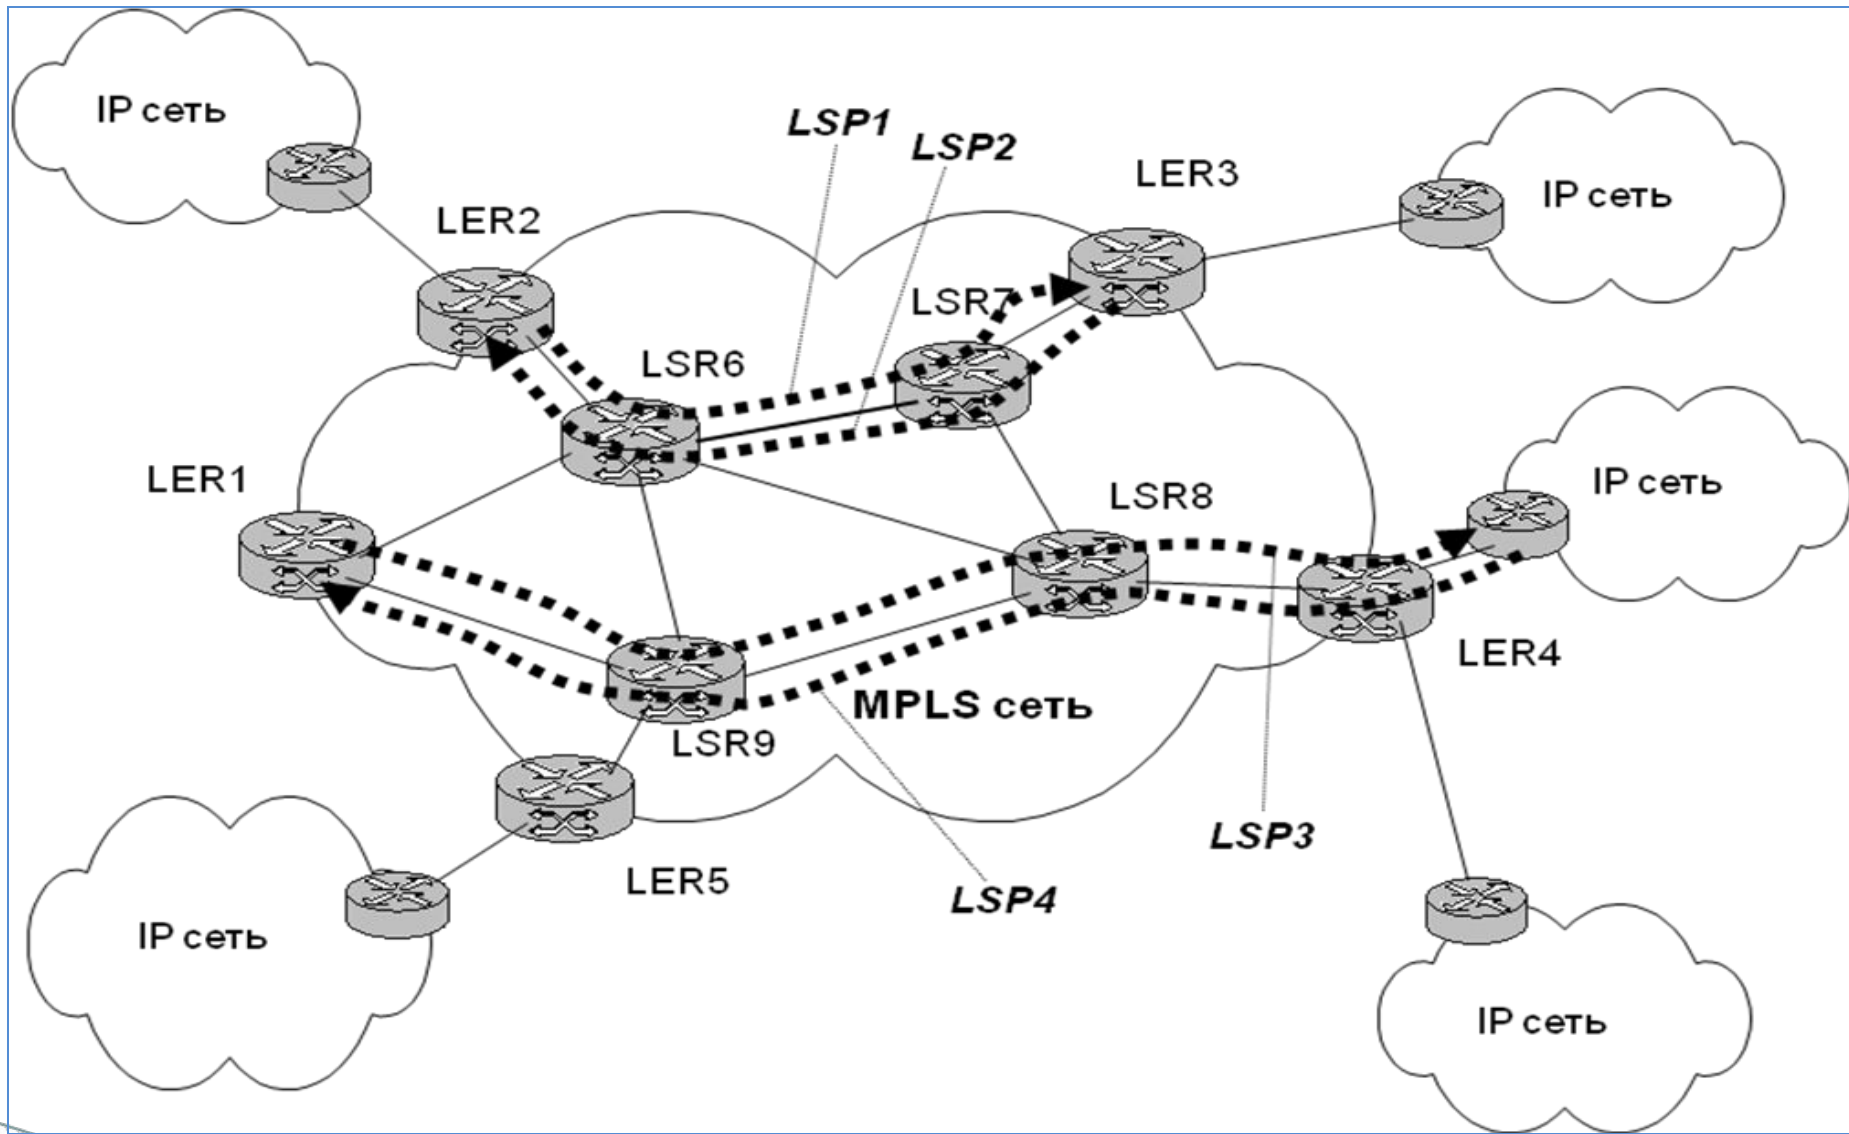 IP сеть
LSP1
LSP2
LER3
IP сеть
LER2
LSR7
LSR6
LER1
IP сеть
LSR8
LER4
MPLS сеть
LSR9
LSP3
LER5
LSP4
IP сеть
IP сеть